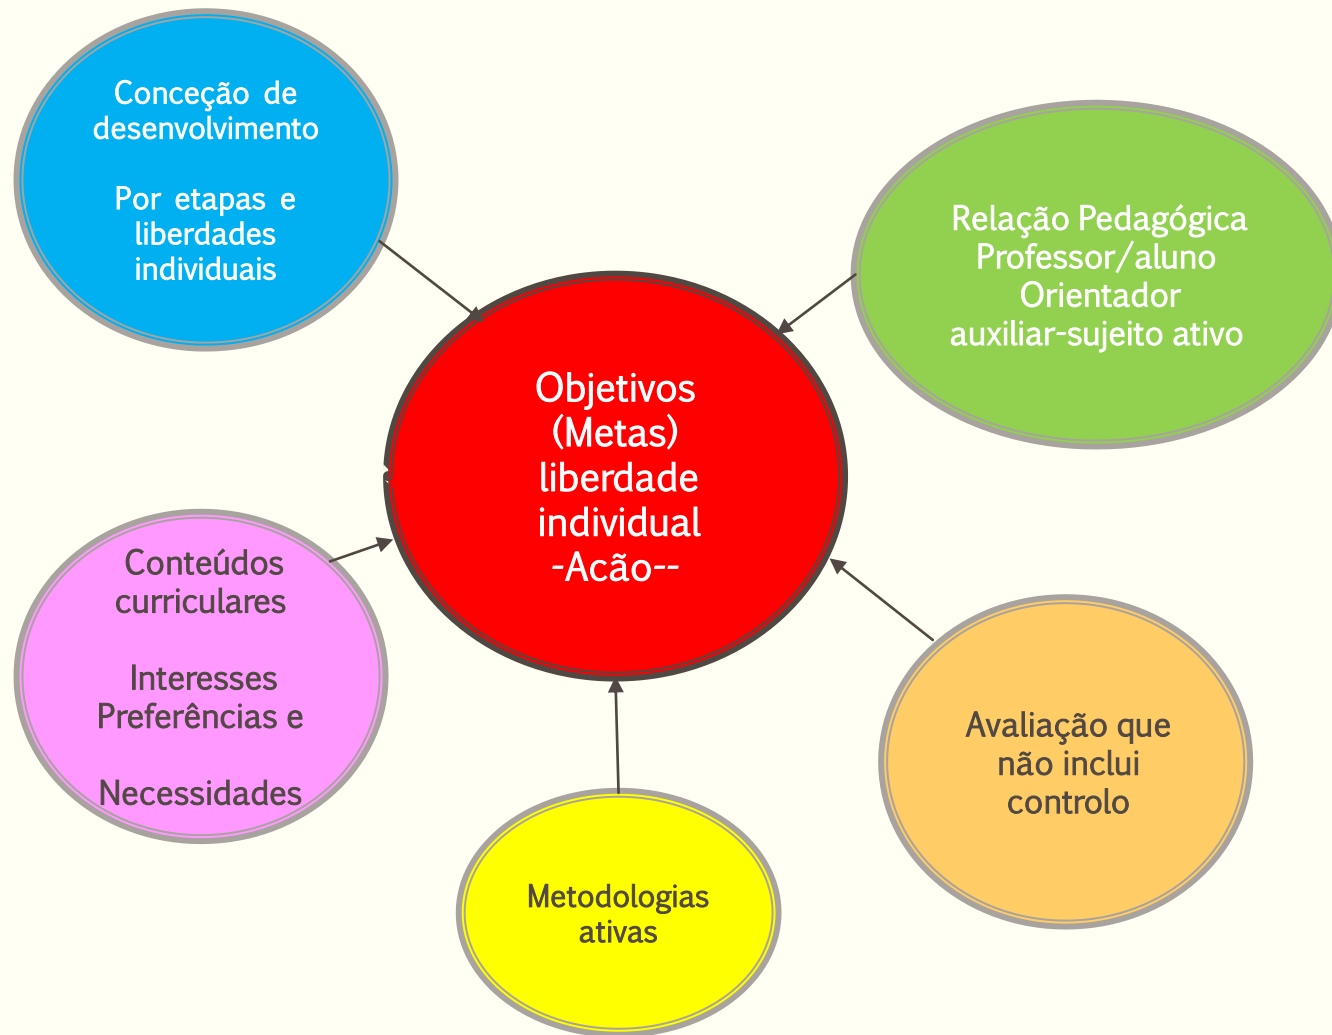 Conceção de
desenvolvimento
Por etapas e
liberdades
individuais
Relação Pedagógica
Professor/aluno
Orientador
auxiliar-sujeito ativo
Objetivos
(Metas)
liberdade
individual
-Acão--
Conteúdos
curriculares
Interesses
Preferências e
Necessidades
Avaliação que
não inclui
controlo
Metodologias
ativas